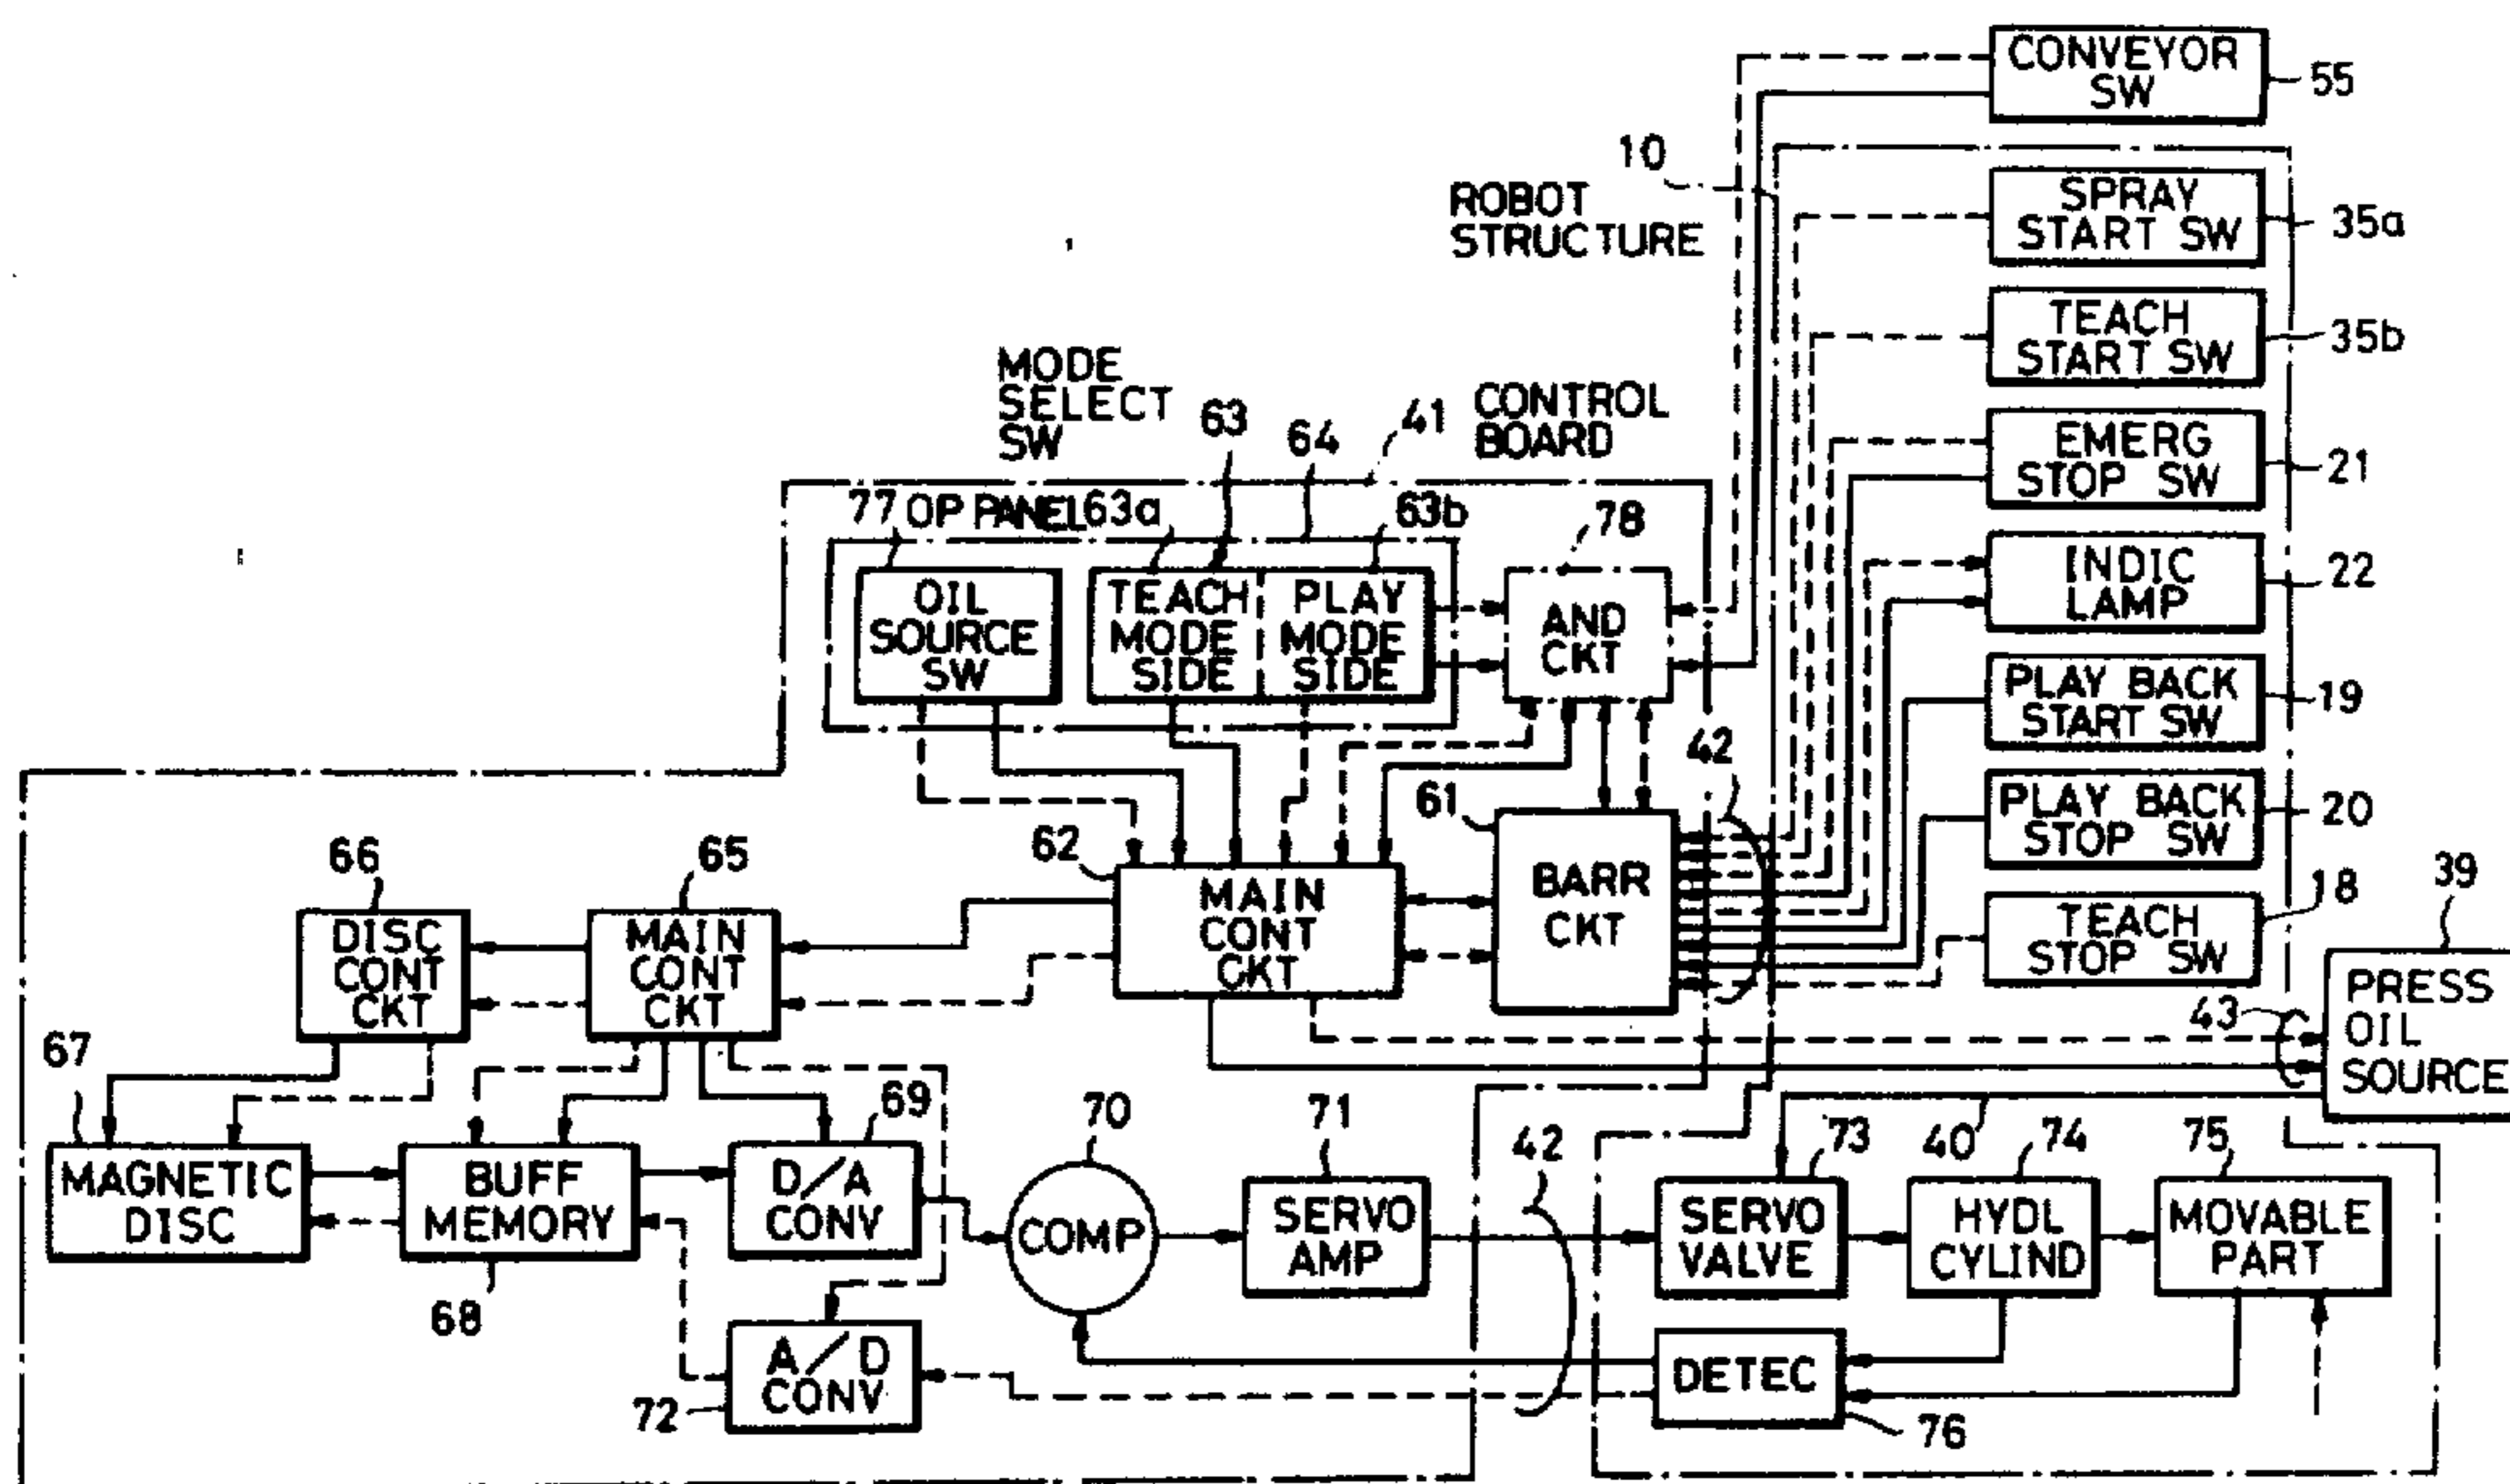 CONVEYOR
SW
55
10
ROBOT
STRUCTURE
SPRAY
START SW
35a
TEACH
START SW
35b
MODE
SELECT
SW
63
64
41
CONTROL
BOARD
EMERG
STOP SW
21
77
OP PANEL
63a
63b
78
OIL
SOURCE
SW
TEACH
MODE
SIDE
PLAY
MODE
SIDE
AND
CKT
INDIC
LAMP
22
PLAY BACK
START SW
19
42
61
PLAY BACK
STOP SW
20
66
65
62
DISC
CONT
CKT
MAIN
CONT
CKT
MAIN
CONT
CKT
BARR
CKT
TEACH
STOP SW
18
39
PRESS
OIL
SOURCE
43
67
69
70
71
42
73
40
74
75
MAGNETIC
DISC
BUFF
MEMORY
D/A
CONV
COMP
SERVO
AMP
SERVO
VALVE
HYDL
CYLIND
MOVABLE
PART
68
A/D
CONV
72
DETEC
76